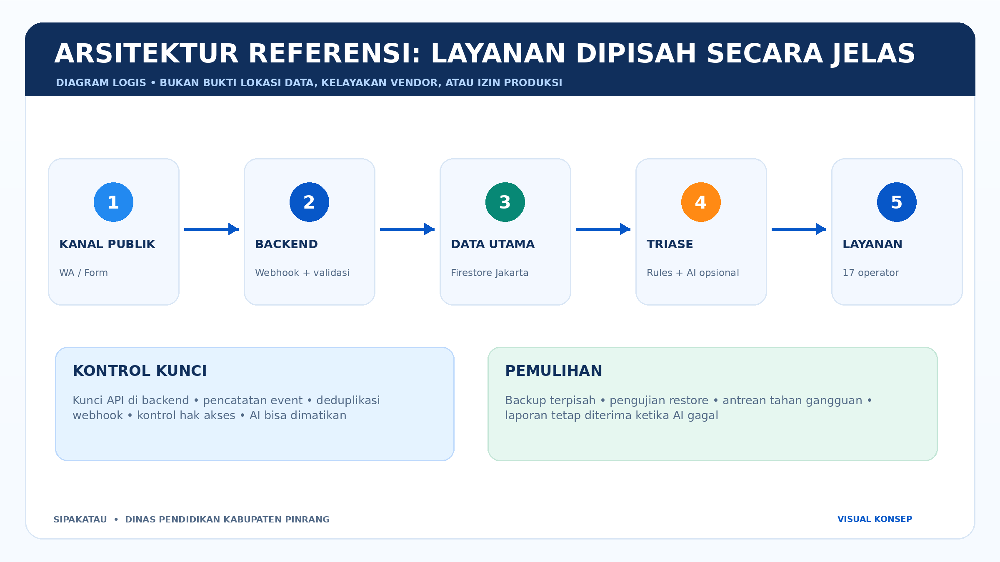 ARSITEKTUR REFERENSI: LAYANAN DIPISAH SECARA JELAS
DIAGRAM LOGIS • BUKAN BUKTI LOKASI DATA, KELAYAKAN VENDOR, ATAU IZIN PRODUKSI
1
KANAL PUBLIK
WA / Form
2
BACKEND
Webhook + validasi
3
DATA UTAMA
Firestore Jakarta
4
TRIASE
Rules + AI opsional
5
LAYANAN
17 operator
KONTROL KUNCI
Kunci API di backend • pencatatan event • deduplikasi
webhook • kontrol hak akses • AI bisa dimatikan
PEMULIHAN
Backup terpisah • pengujian restore • antrean tahan gangguan •
laporan tetap diterima ketika AI gagal
SIPAKATAU • DINAS PENDIDIKAN KABUPATEN PINRANG
VISUAL KONSEP